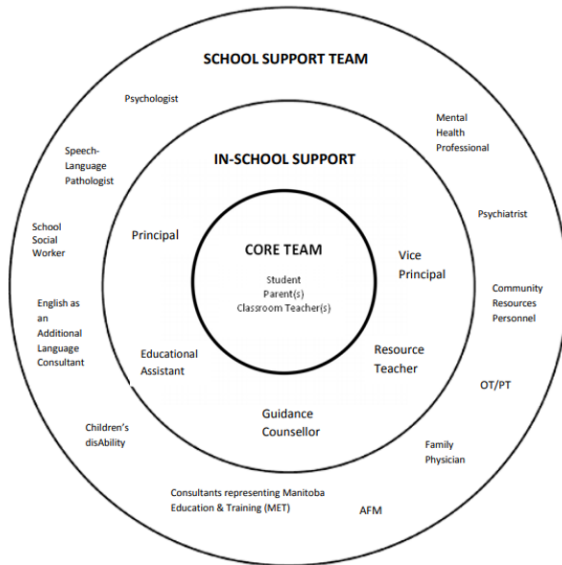 SCHOOL SUPPORT TEAM
Psychologist
Mental
Health
Professional
Speech-
Language
Pathologist
IN-SCHOOL SUPPORT
Psychiatrist
School
Social
Worker
Principal
CORE TEAM
Student
Parent(s)
Classroom Teacher(s)
Vice
Principal
Community
Resources
Personnel
English as
an
Additional
Language
Consultant
Educational
Assistant
Resource
Teacher
OT/PT
Guidance
Counsellor
Children's
disAbility
Family
Physician
Consultants representing Manitoba
Education & Training (MET)
AFM